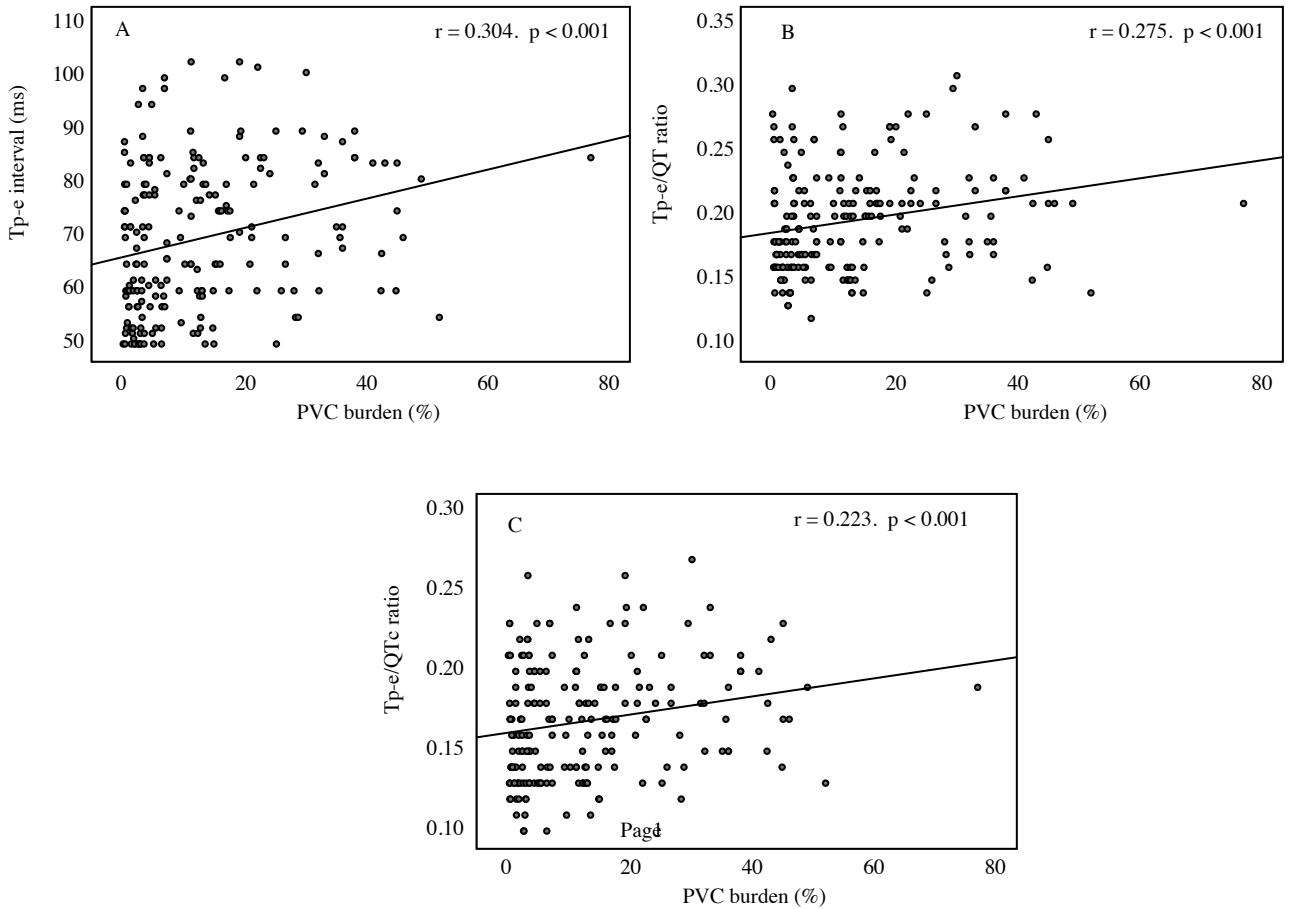 A
r = 0.304. p < 0.001
Tp-e interval (ms)
110
100
90
80
70
60
50
0 20 40 60 80
PVC burden (%)
B
r = 0.275. p < 0.001
Tp-e/QT ratio
0.35
0.30
0.25
0.20
0.15
0.10
0 20 40 60 80
PVC burden (%)
C
r = 0.223. p < 0.001
Tp-e/QTc ratio
0.30
0.25
0.20
0.15
0.10
Page 1
0 20 40 60 80
PVC burden (%)